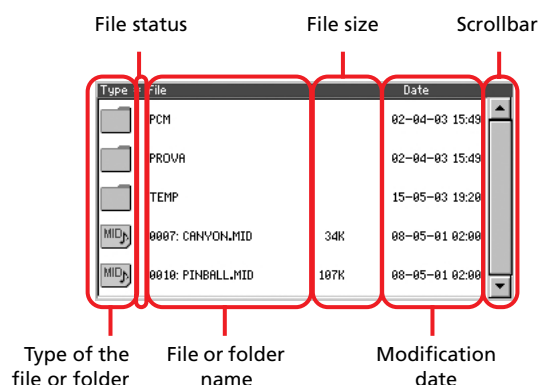 File status File size Scrollbar
Type # File Date
PCM 02-04-03 15:49
PROVA 02-04-03 15:49
TEMP 15-05-03 19:20
MID 0007: CANYON.MID 34K 08-05-01 02:00
MID 0010: PINBALL.MID 107K 08-05-01 02:00
Type of the File or folder Modification
file or folder name date